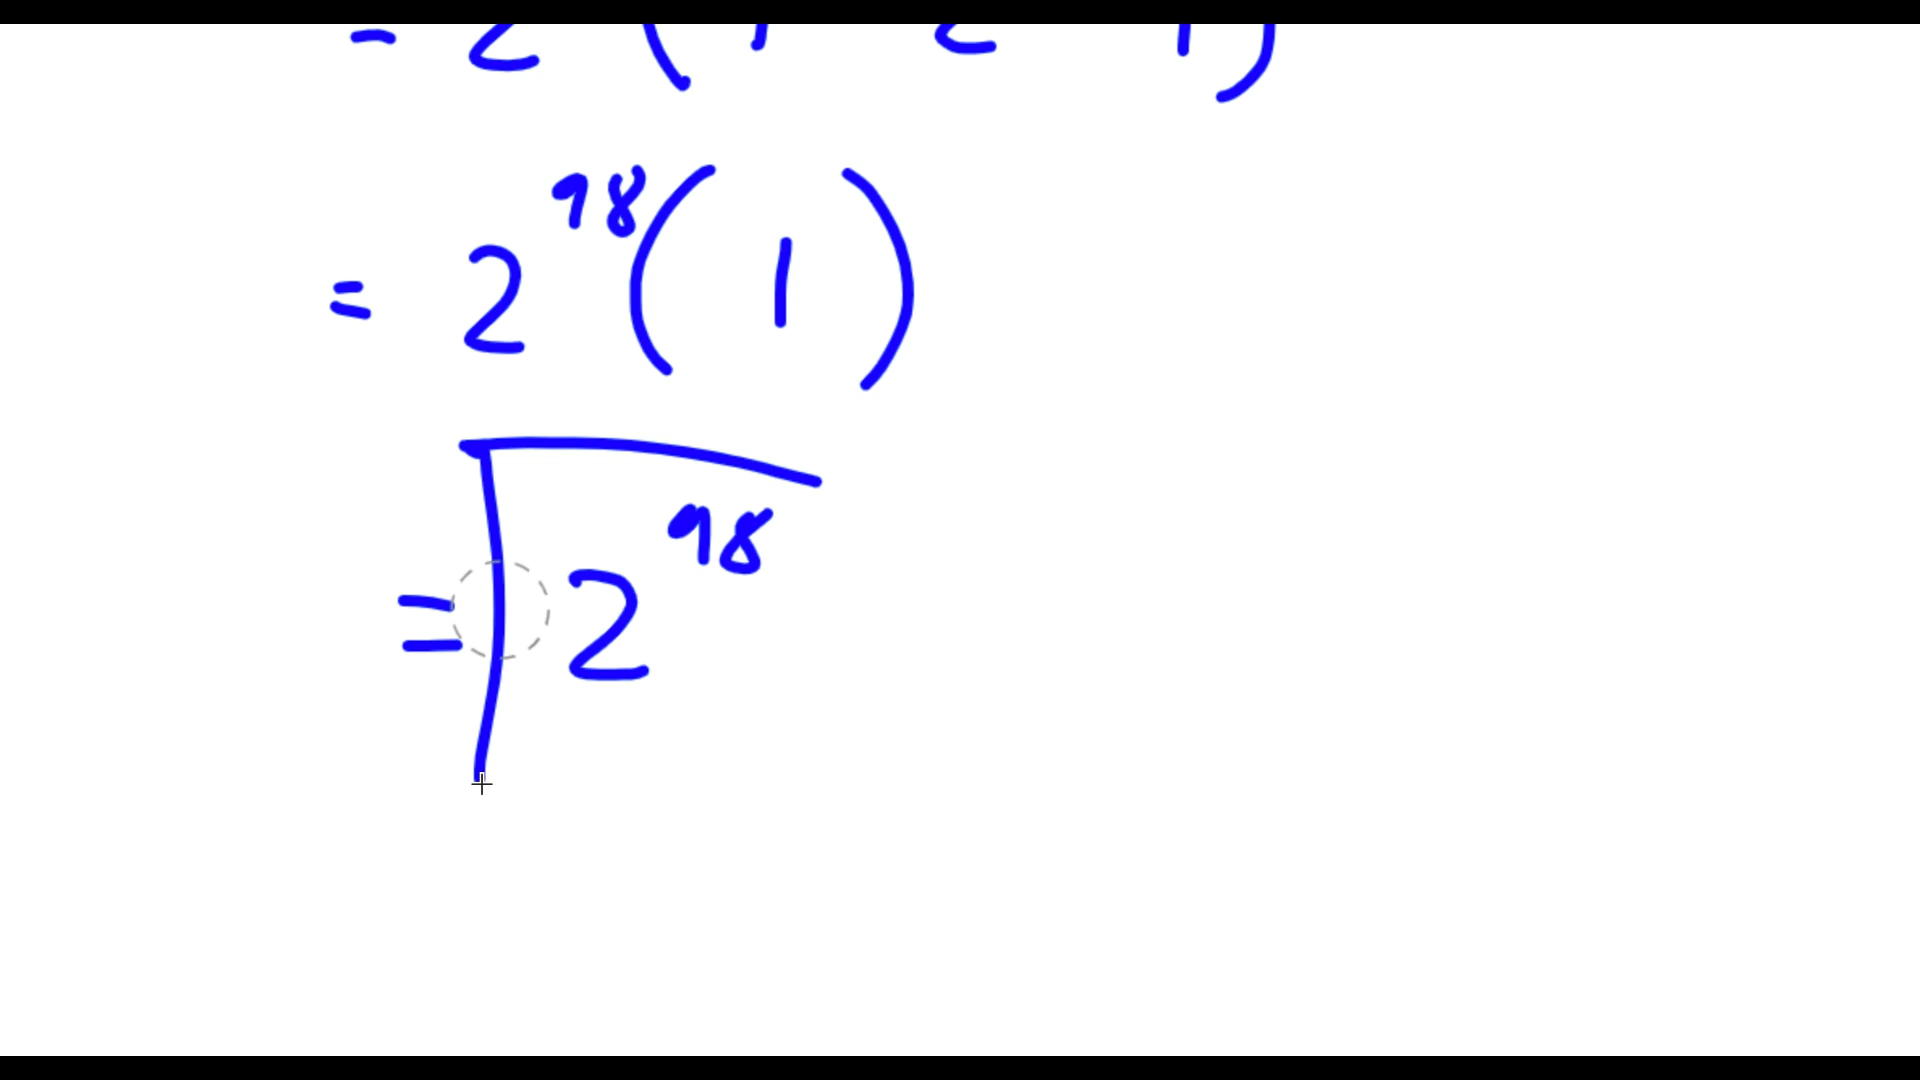 = 2^98 ( 1 )
= 2^98